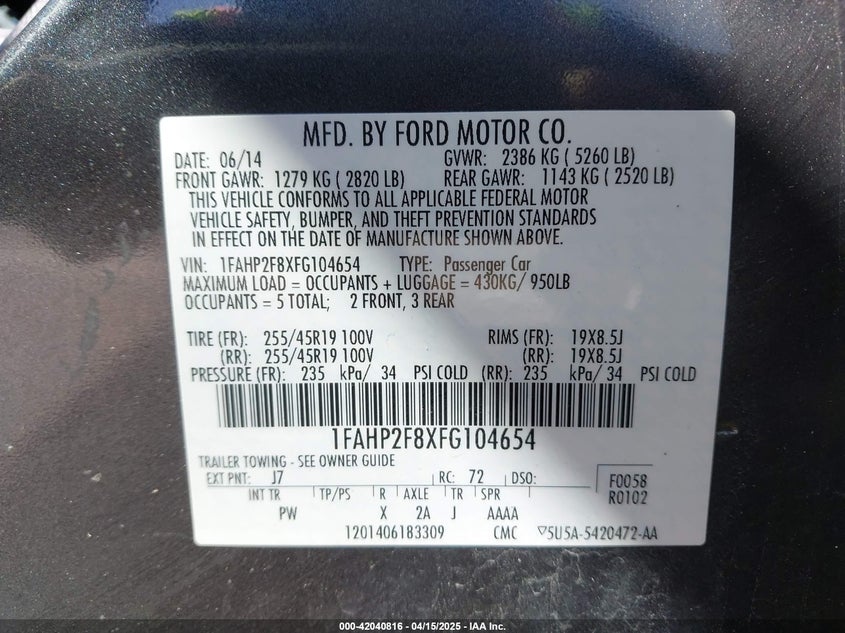 MFD. BY FORD MOTOR CO.
DATE: 06/14 GVWR: 2386 KG ( 5260 LB)
FRONT GAWR: 1279 KG ( 2820 LB) REAR GAWR: 1143 KG ( 2520 LB)
THIS VEHICLE CONFORMS TO ALL APPLICABLE FEDERAL MOTOR
VEHICLE SAFETY, BUMPER, AND THEFT PREVENTION STANDARDS
IN EFFECT ON THE DATE OF MANUFACTURE SHOWN ABOVE.
VIN: 1FAHP2F8XFG104654 TYPE: Passenger Car
MAXIMUM LOAD = OCCUPANTS + LUGGAGE = 430KG/ 950LB
OCCUPANTS = 5 TOTAL; 2 FRONT, 3 REAR
TIRE (FR): 255/45R19 100V RIMS (FR): 19X8.5J
(RR): 255/45R19 100V (RR): 19X8.5J
PRESSURE (FR): 235 kPa/ 34 PSI COLD (RR): 235 kPa/ 34 PSI COLD
1FAHP2F8XFG104654
TRAILER TOWING - SEE OWNER GUIDE
EXT PNT: J7 RC: 72 DSO: F0058
R0102
INT TR TP/PS R AXLE TR SPR
PW X 2A J AAAA
1201406183309 CMC ▽5U5A-5420472-AA
000-42040816 - 04/15/2025 - IAA Inc.